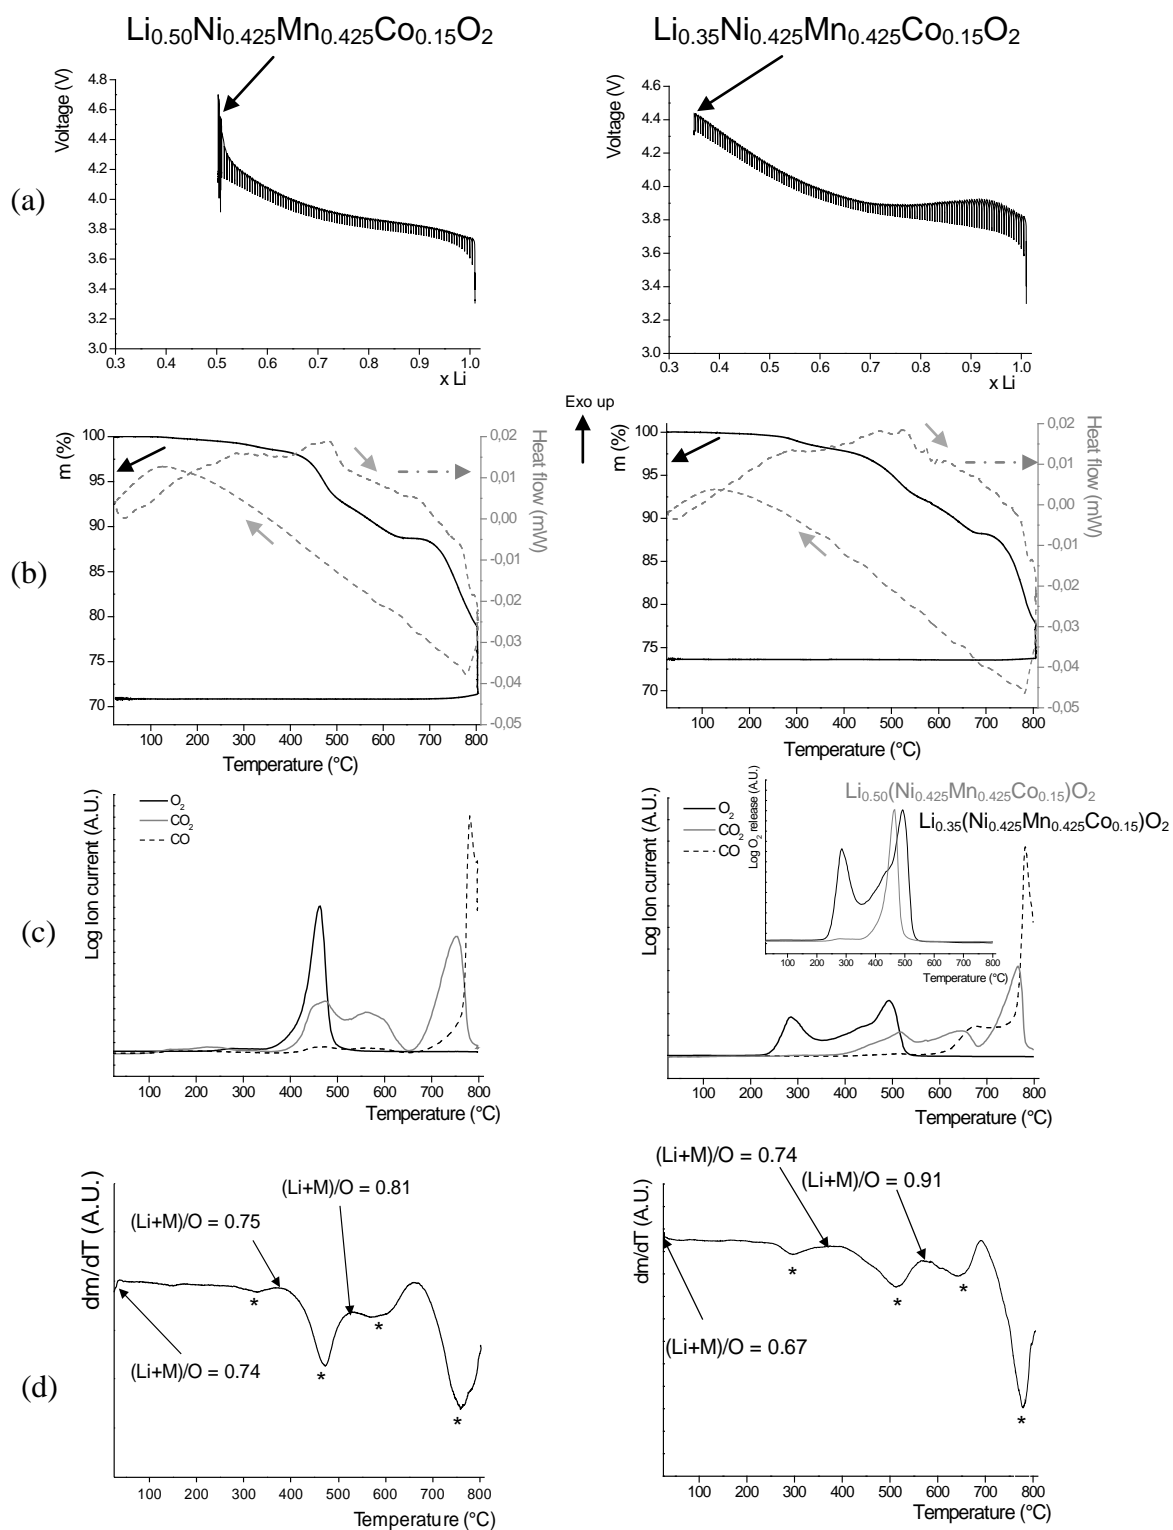 Li0.50Ni0.425Mn0.425Co0.15O2
Li0.35Ni0.425Mn0.425Co0.15O2
(a)
Voltage (V)
4.8
4.6
4.4
4.2
4.0
3.8
3.6
3.4
3.2
3.0
0.3 0.4 0.5 0.6 0.7 0.8 0.9 1.0
x Li
Voltage (V)
4.6
4.4
4.2
4.0
3.8
3.6
3.4
3.2
3.0
0.3 0.4 0.5 0.6 0.7 0.8 0.9 1.0
x Li
Exo up
(b)
m (%)
100
95
90
85
80
75
70
0,02
0,01
0,00
-0,01
-0,02
-0,03
-0,04
-0,05
Heat flow (mW)
100 200 300 400 500 600 700 800
Temperature (°C)
m (%)
100
95
90
85
80
75
70
0,02
0,01
0,00
-0,01
-0,02
-0,03
-0,04
-0,05
Heat flow (mW)
100 200 300 400 500 600 700 800
Temperature (°C)
(c)
Log Ion current (A.U.)
O2
CO2
CO
100 200 300 400 500 600 700 800
Temperature (°C)
Log Ion current (A.U.)
O2
CO2
CO
Log O2 release (A.U.)
Li0.50(Ni0.425Mn0.425Co0.15)O2
Li0.35(Ni0.425Mn0.425Co0.15)O2
100 200 300 400 500 600 700 800
Temperature (°C)
100 200 300 400 500 600 700 800
Temperature (°C)
(d)
dm/dT (A.U.)
(Li+M)/O = 0.81
(Li+M)/O = 0.75
(Li+M)/O = 0.74
* * * *
100 200 300 400 500 600 700 800
Temperature (°C)
dm/dT (A.U.)
(Li+M)/O = 0.74
(Li+M)/O = 0.91
(Li+M)/O = 0.67
* * * *
100 200 300 400 500 600 700 800
Temperature (°C)